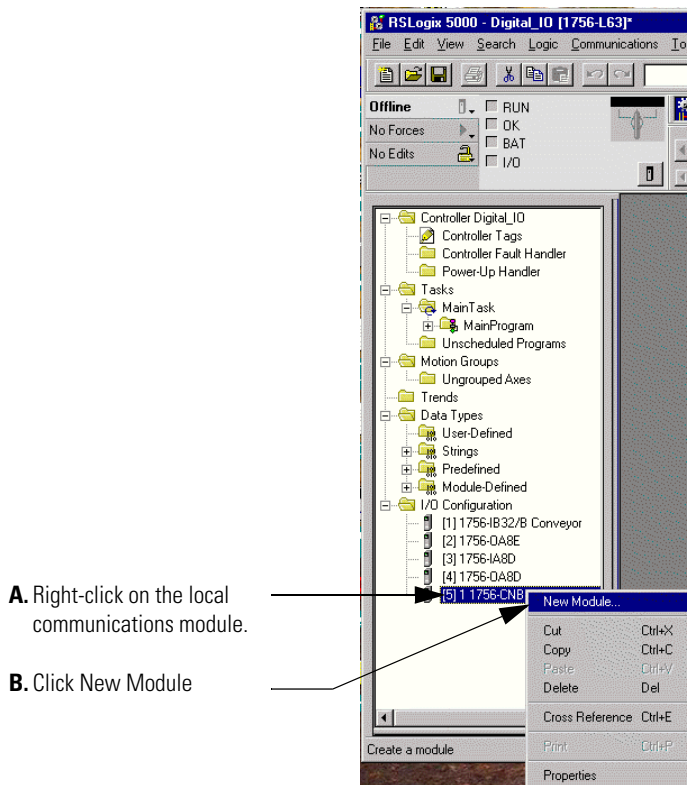 RSLogix 5000 - Digital_IO [1756-L63]*
File Edit View Search Logic Communications To
Offline
RUN
No Forces
OK
BAT
No Edits
I/O
Controller Digital_IO
Controller Tags
Controller Fault Handler
Power-Up Handler
Tasks
MainTask
MainProgram
Unscheduled Programs
Motion Groups
Ungrouped Axes
Trends
Data Types
User-Defined
Strings
Predefined
Module-Defined
I/O Configuration
[1] 1756-IB32/B Conveyor
[2] 1756-OA8E
[3] 1756-IA8D
[4] 1756-OA8D
[5] 1 1756-CNB
A. Right-click on the local
communications module.
B. Click New Module
New Module...
Cut Ctrl+X
Copy Ctrl+C
Paste Ctrl+V
Delete Del
Cross Reference Ctrl+E
Print Ctrl+P
Properties
Create a module